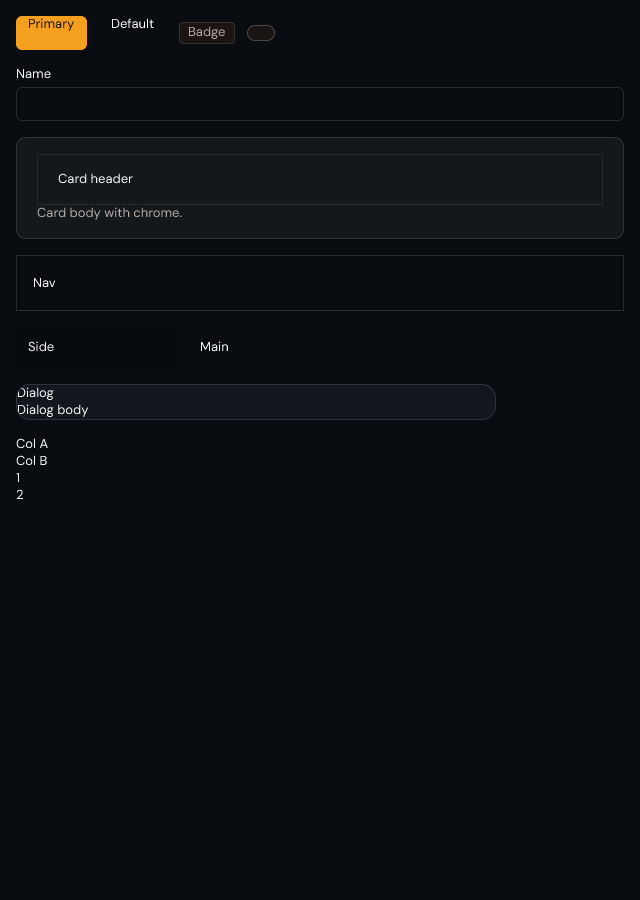 Primary
Default
Badge
Name
Card header
Card body with chrome.
Nav
Side
Main
Dialog
Dialog body
Col A
Col B
1
2